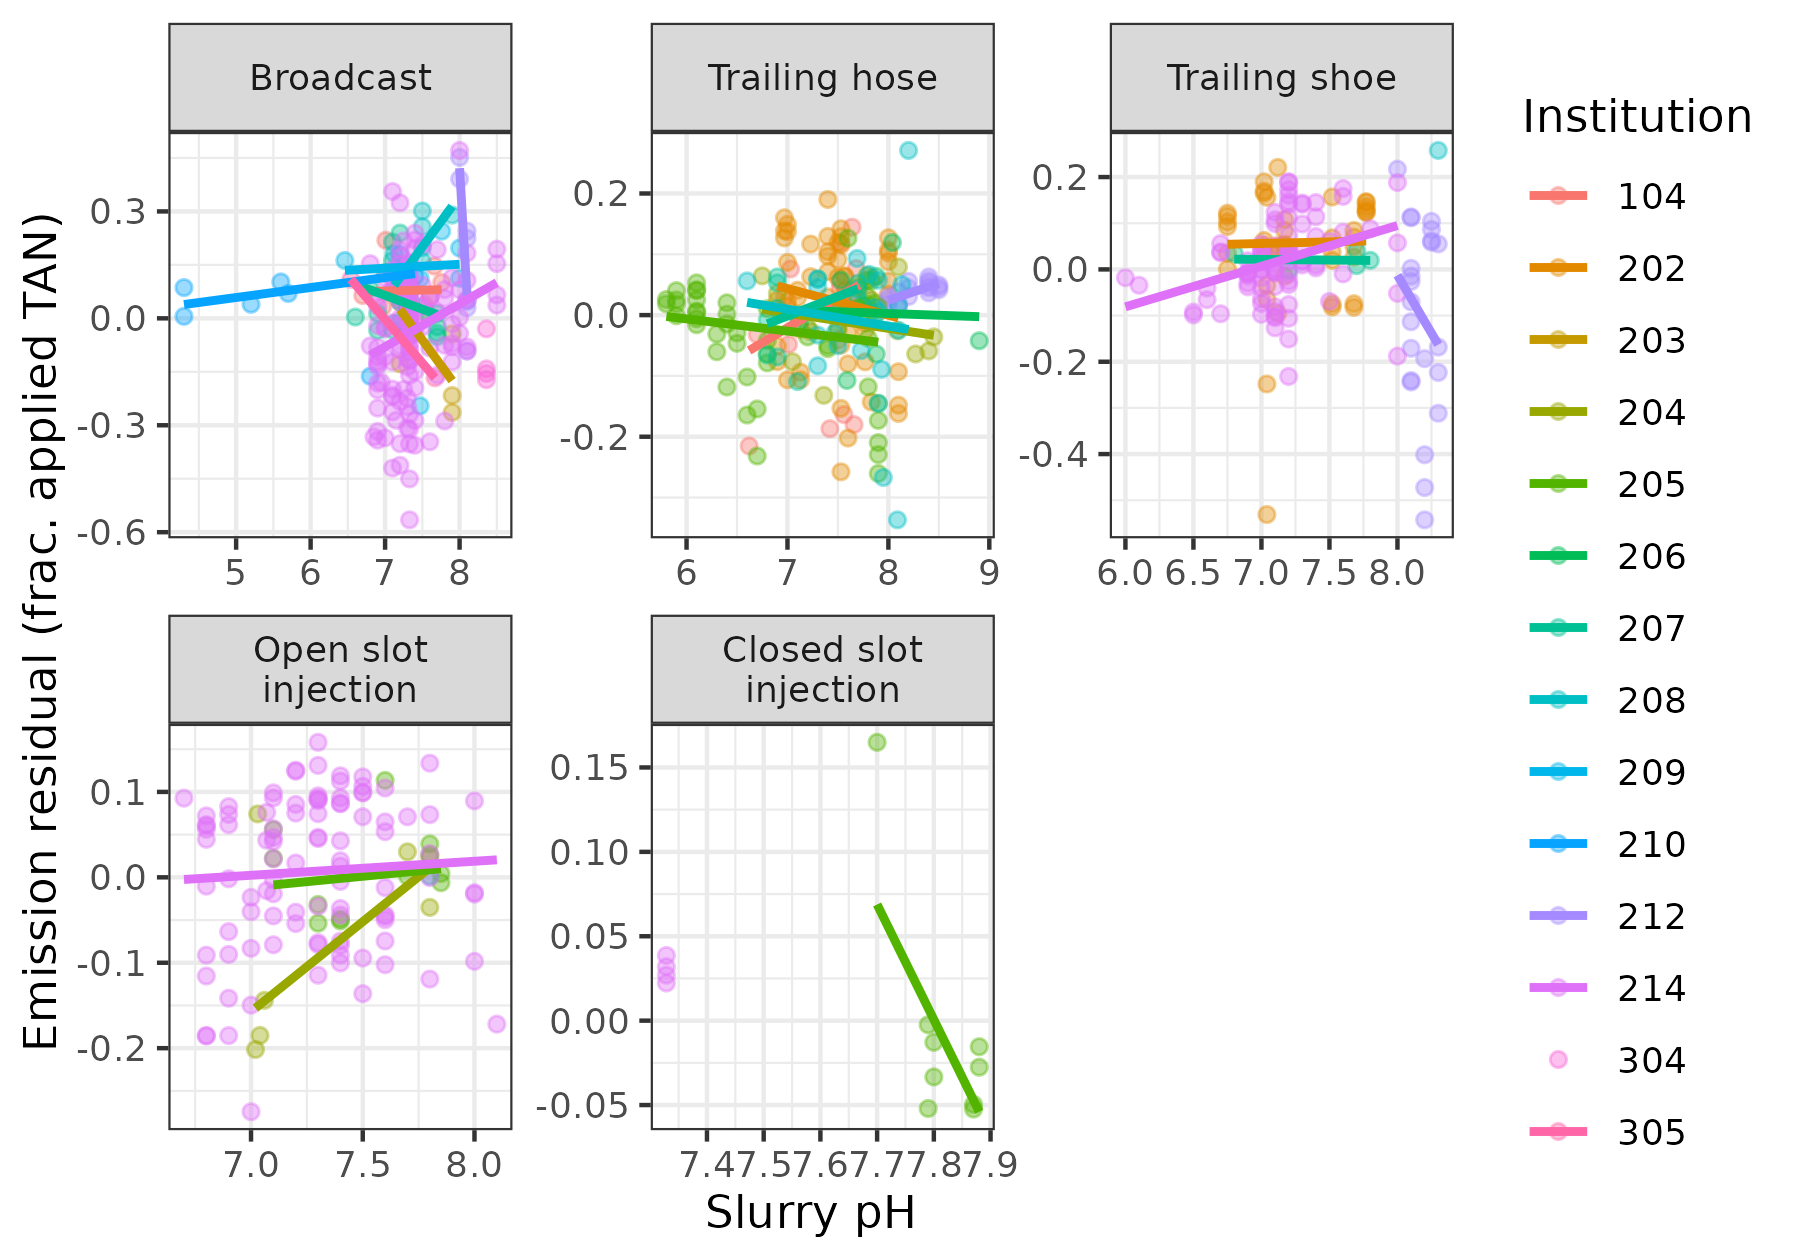 Broadcast
Trailing hose
Trailing shoe
Institution
104
202
203
204
205
206
207
208
209
210
212
214
304
305
Emission residual (frac. applied TAN)
0.3
0.0
-0.3
-0.6
5 6 7 8
0.2
0.0
-0.2
6 7 8 9
0.2
0.0
-0.2
-0.4
6.0 6.5 7.0 7.5 8.0
Open slot
injection
Closed slot
injection
0.1
0.0
-0.1
-0.2
7.0 7.5 8.0
0.15
0.10
0.05
0.00
-0.05
7.4 7.5 7.6 7.7 7.8 7.9
Slurry pH